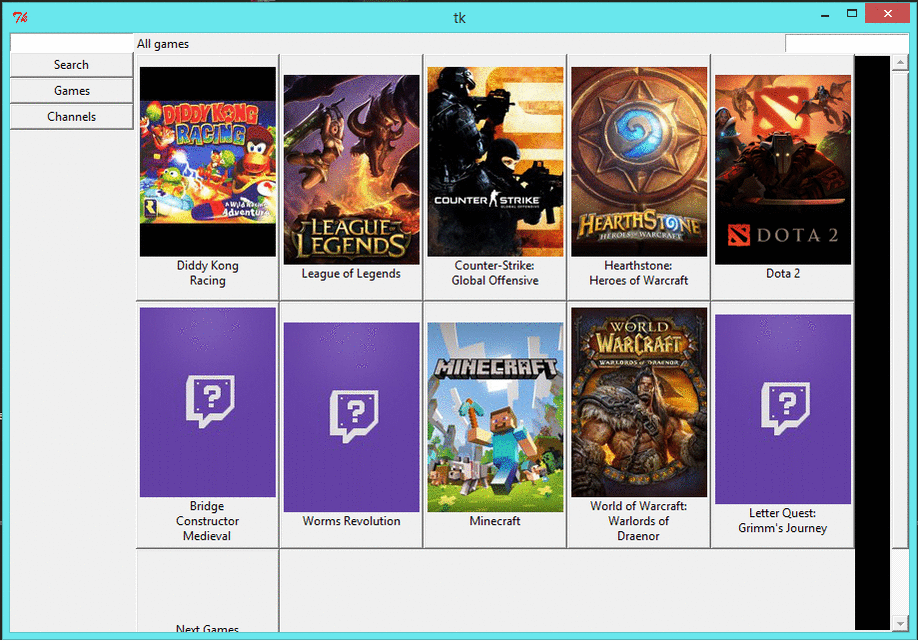 tk
All games
Search
Games
Channels
DIDDY KONG
RACING
A Wild Racing
Adventure
LEAGUE
OF
LEGENDS
COUNTER STRIKE
GLOBAL OFFENSIVE
HEARTHSTONE
HEROES OF WARCRAFT
DOTA 2
Diddy Kong
Racing
League of Legends
Counter-Strike:
Global Offensive
Hearthstone:
Heroes of Warcraft
Dota 2
?
?
MINECRAFT
WORLD
OF
WARCRAFT
WARLORDS OF DRAENOR
?
Bridge
Constructor
Medieval
Worms Revolution
Minecraft
World of Warcraft:
Warlords of
Draenor
Letter Quest:
Grimm's Journey
Next Games